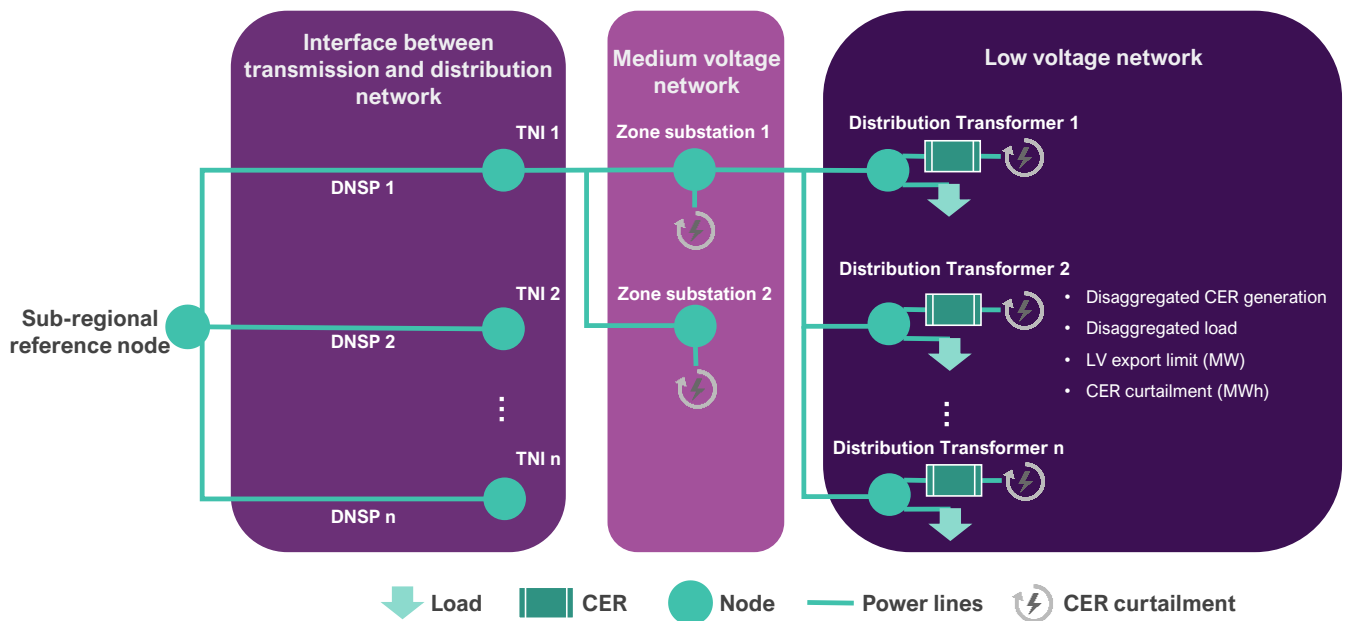 Interface between
transmission and distribution
network
Medium voltage
network
Low voltage network
TNI 1
DNSP 1
Zone substation 1
Distribution Transformer 1
Sub-regional
reference node
TNI 2
DNSP 2
Zone substation 2
Distribution Transformer 2
• Disaggregated CER generation
• Disaggregated load
• LV export limit (MW)
• CER curtailment (MWh)
⋮
⋮
TNI n
DNSP n
Distribution Transformer n
Load
CER
Node
Power lines
CER curtailment